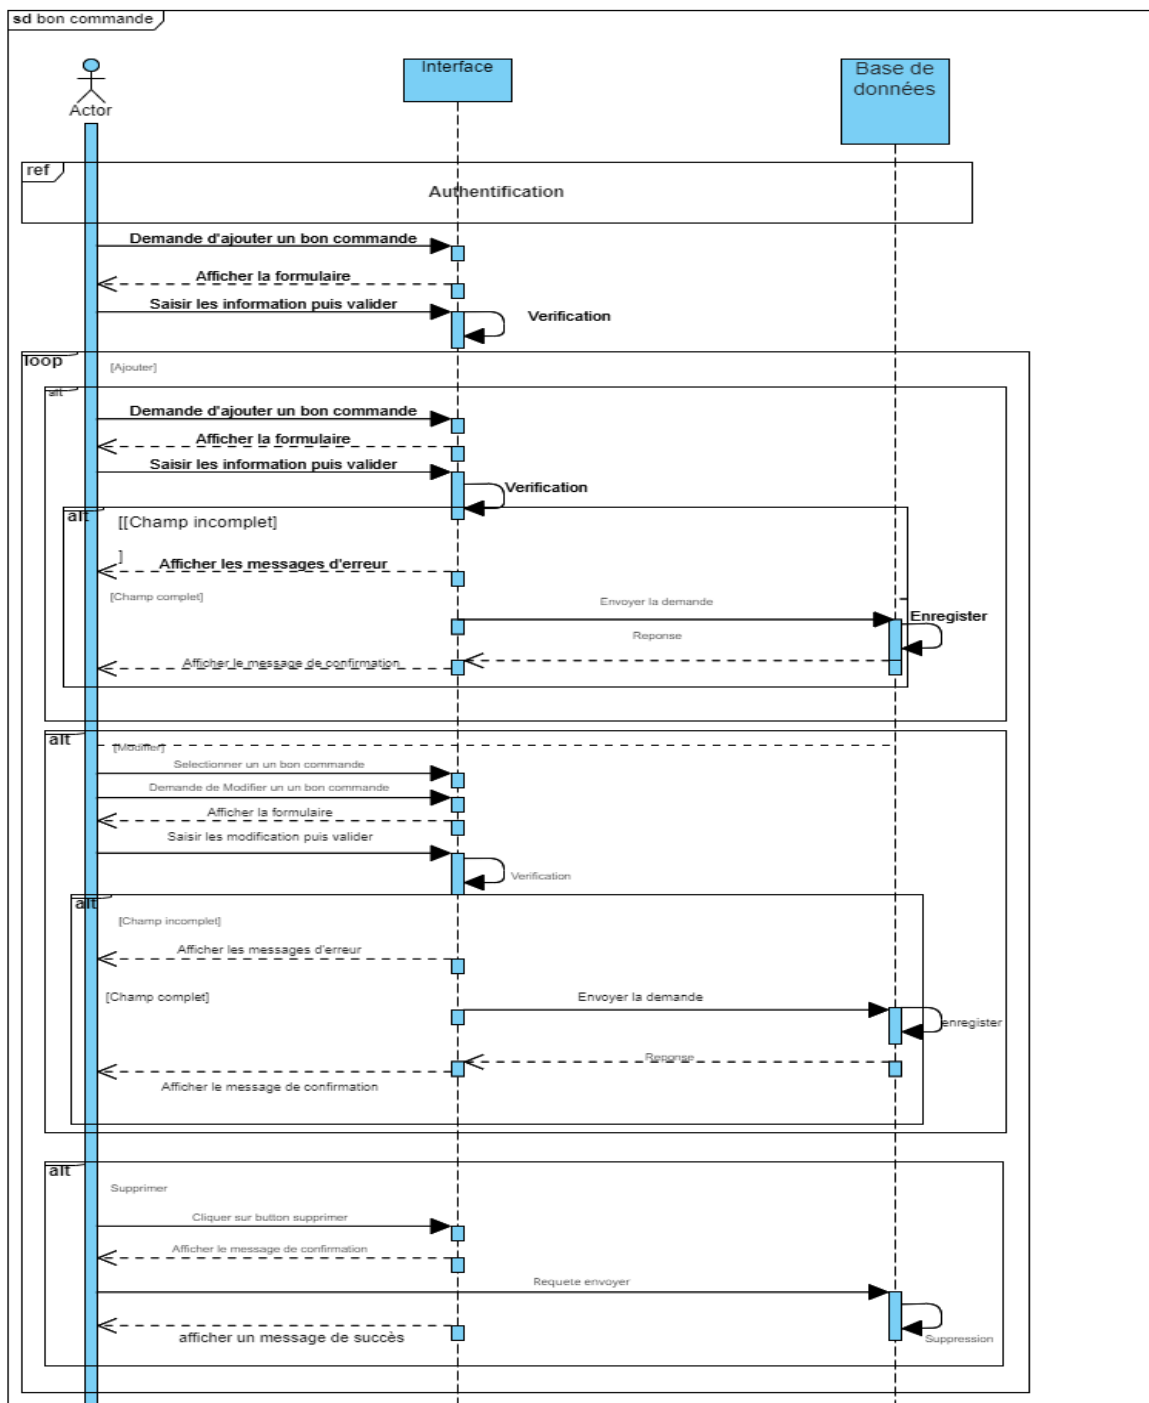 sd bon commande
Actor
Interface
Base de
données
ref
Authentification
Demande d'ajouter un bon commande
Afficher la formulaire
Saisir les information puis valider
Verification
loop
[Ajouter]
alt
Demande d'ajouter un bon commande
Afficher la formulaire
Saisir les information puis valider
Verification
alt
[[Champ incomplet]
]
Afficher les messages d'erreur
[Champ complet]
Envoyer la demande
Enregister
Reponse
Afficher le message de confirmation
alt
[Modifier]
Selectionner un un bon commande
Demande de Modifier un un bon commande
Afficher la formulaire
Saisir les modification puis valider
Verification
alt
[Champ incomplet]
Afficher les messages d'erreur
[Champ complet]
Envoyer la demande
enregister
Reponse
Afficher le message de confirmation
alt
Supprimer
Cliquer sur button supprimer
Afficher le message de confirmation
Requete envoyer
afficher un message de succès
Suppression